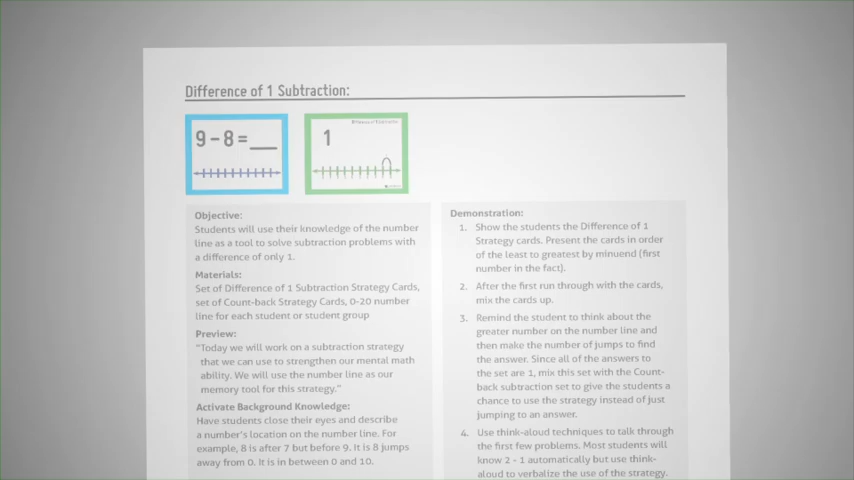 Difference of 1 Subtraction:
9 - 8 = __
1
Objective:
Students will use their knowledge of the number
line as a tool to solve subtraction problems with
a difference of only 1.
Materials:
Set of Difference of 1 Subtraction Strategy Cards,
set of Count-back Strategy Cards, 0-20 number
line for each student or student group
Preview:
“Today we will work on a subtraction strategy
that we can use to strengthen our mental math
ability. We will use the number line as our
memory tool for this strategy.”
Activate Background Knowledge:
Have students close their eyes and describe
a number's location on the number line. For
example, 8 is after 7 but before 9. It is 8 jumps
away from 0. It is in between 0 and 10.
Demonstration:
1. Show the students the Difference of 1
Strategy cards. Present the cards in order
of the least to greatest by minuend (first
number in the fact).
2. After the first run through with the cards,
mix the cards up.
3. Remind the student to think about the
greater number on the number line and
then make the number of jumps to find
the answer. Since all of the answers to
the set are 1, mix this set with the Count-
back subtraction set to give the students a
chance to use the strategy instead of just
jumping to an answer.
4. Use think-aloud techniques to talk through
the first few problems. Most students will
know 2 - 1 automatically but use think-
aloud to verbalize the use of the strategy.